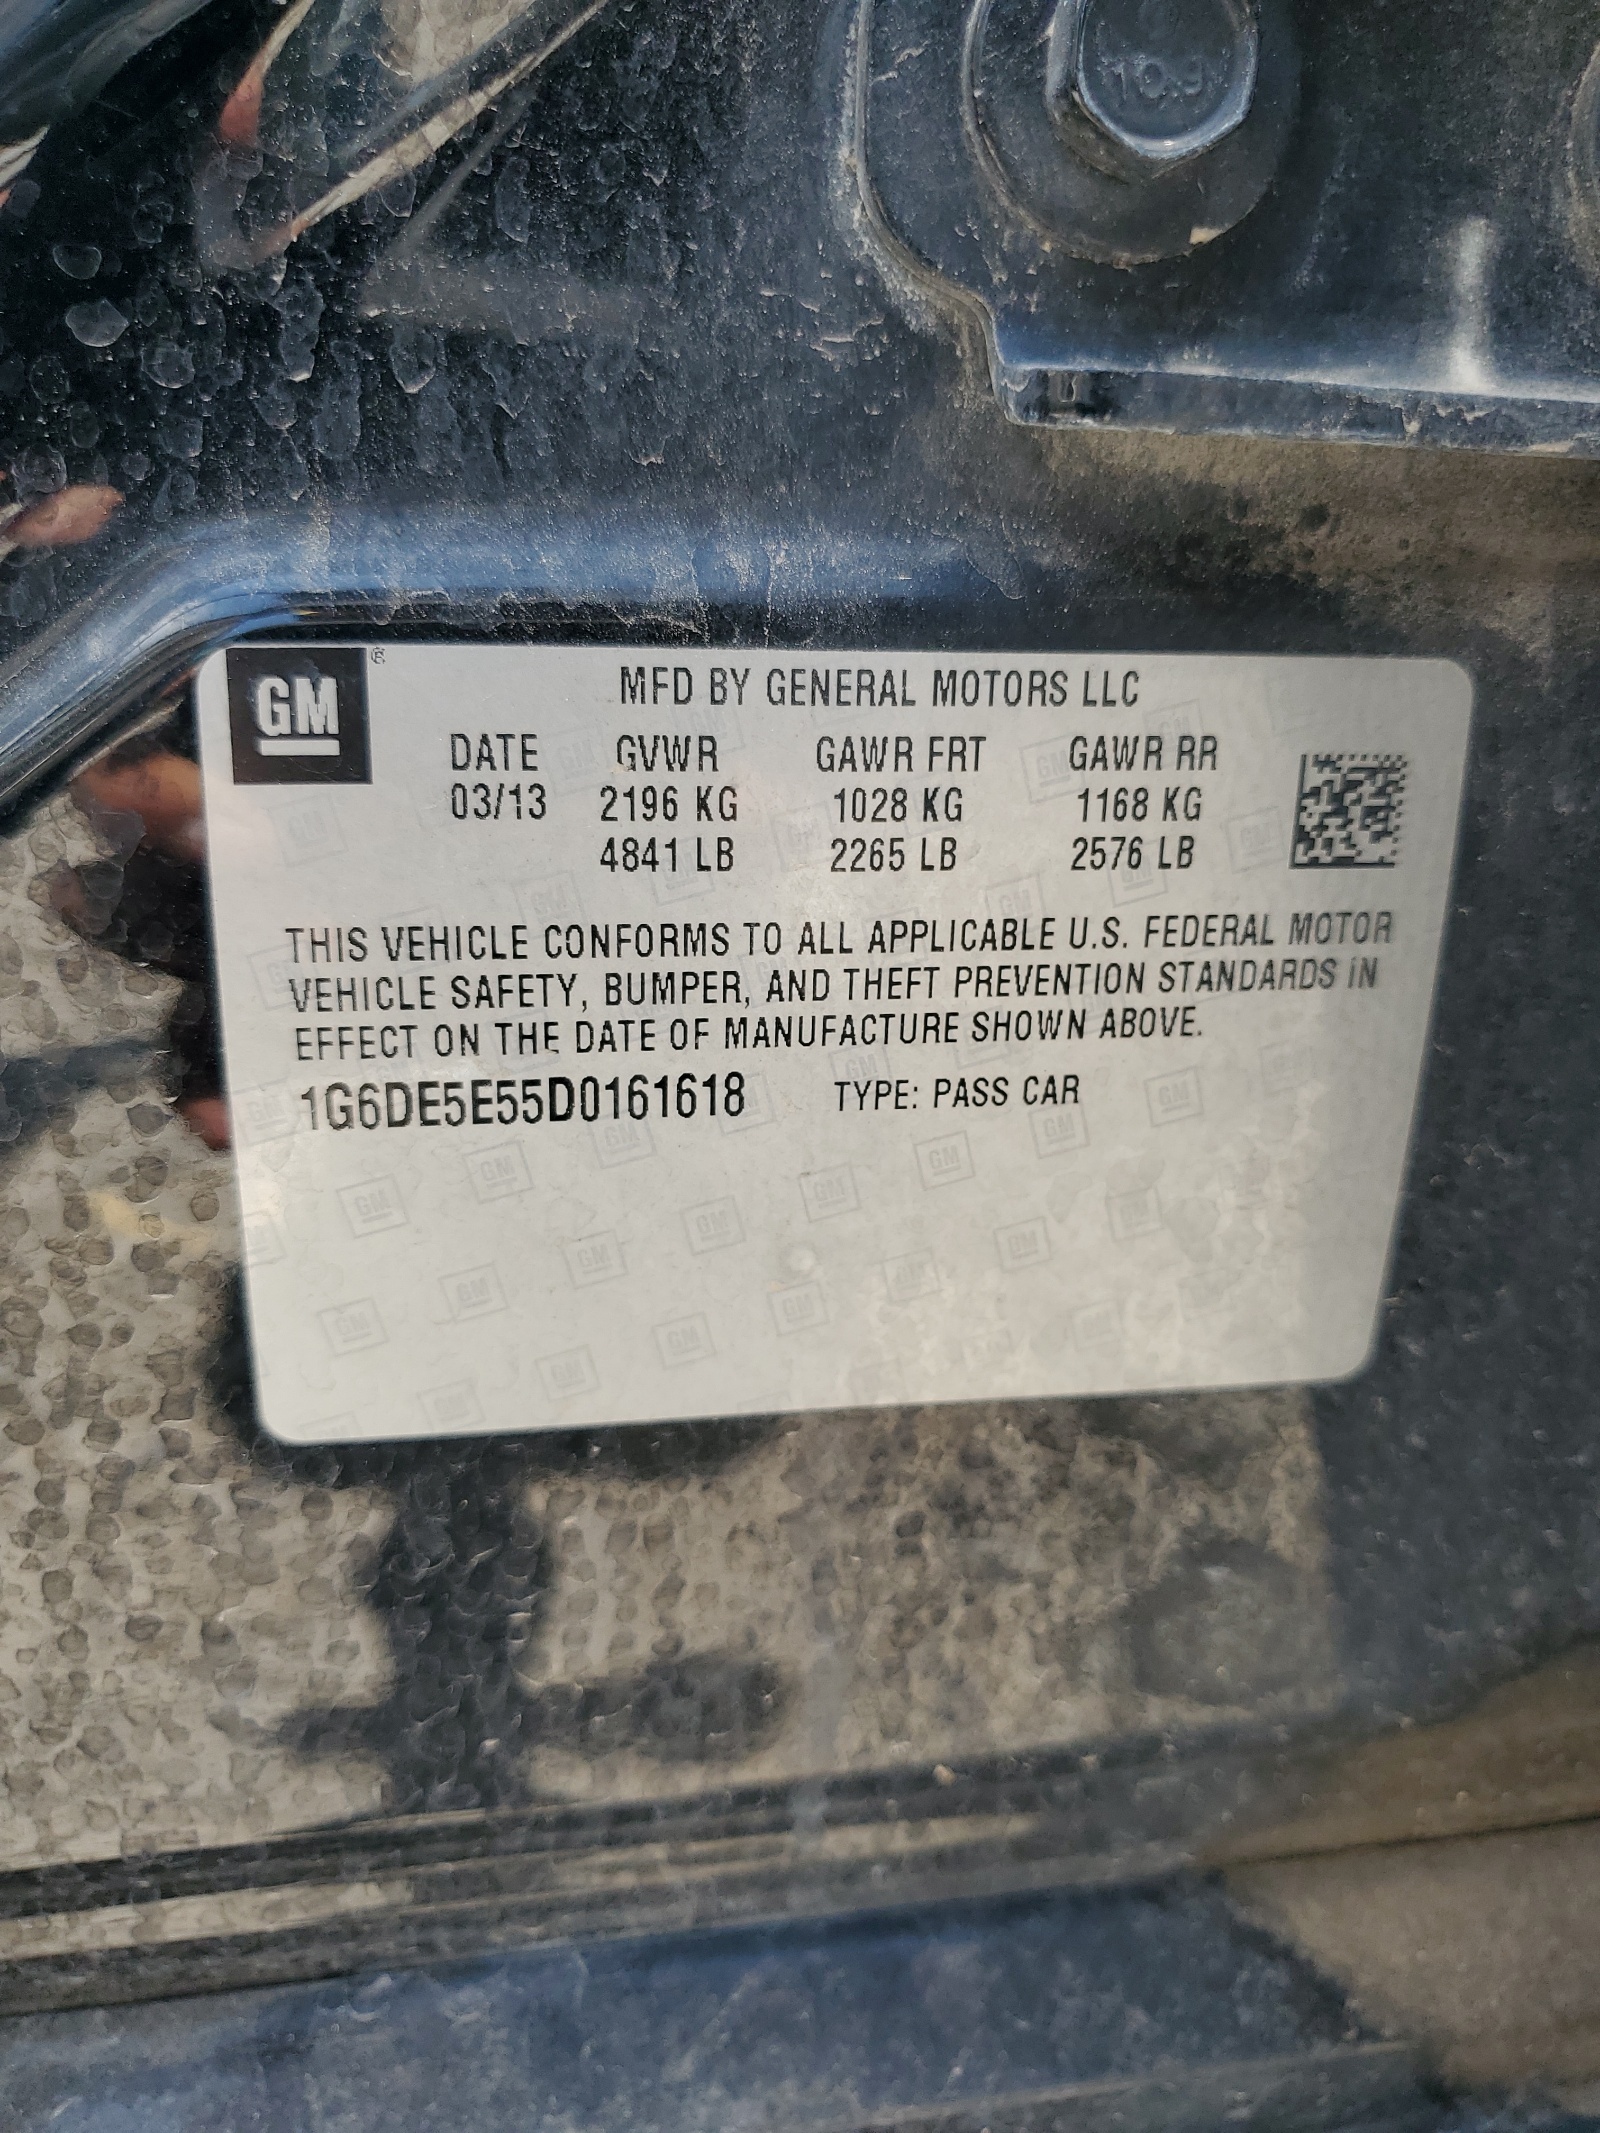 10.9
GM ®
MFD BY GENERAL MOTORS LLC
DATE GVWR GAWR FRT GAWR RR
03/13 2196 KG 1028 KG 1168 KG
4841 LB 2265 LB 2576 LB
THIS VEHICLE CONFORMS TO ALL APPLICABLE U.S. FEDERAL MOTOR
VEHICLE SAFETY, BUMPER, AND THEFT PREVENTION STANDARDS IN
EFFECT ON THE DATE OF MANUFACTURE SHOWN ABOVE.
1G6DE5E55D0161618 TYPE: PASS CAR